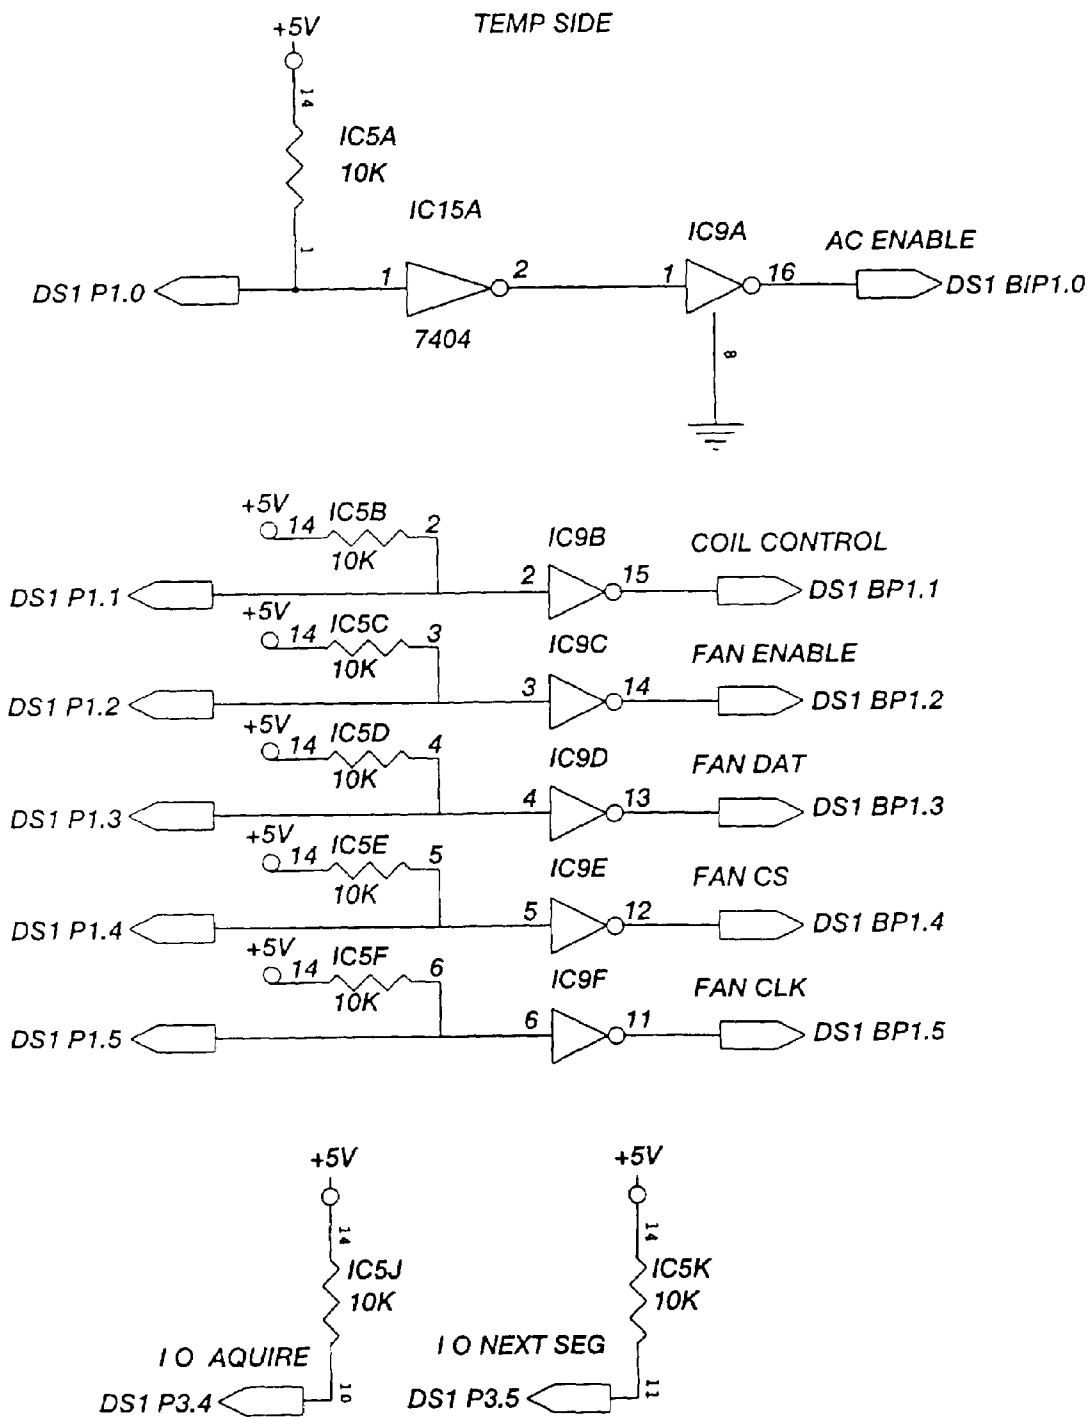 TEMP SIDE
+5V
14
IC5A
10K
1
IC15A
IC9A
AC ENABLE
DS1 P1.0
1
2
1
16
DS1 BIP1.0
7404
8
+5V
14
IC5B
2
10K
IC9B
COIL CONTROL
DS1 P1.1
2
15
DS1 BP1.1
+5V
14
IC5C
3
10K
IC9C
FAN ENABLE
DS1 P1.2
3
14
DS1 BP1.2
+5V
14
IC5D
4
10K
IC9D
FAN DAT
DS1 P1.3
4
13
DS1 BP1.3
+5V
14
IC5E
5
10K
IC9E
FAN CS
DS1 P1.4
5
12
DS1 BP1.4
+5V
14
IC5F
6
10K
IC9F
FAN CLK
DS1 P1.5
6
11
DS1 BP1.5
+5V
14
IC5J
10K
I O AQUIRE
10
DS1 P3.4
+5V
14
IC5K
10K
I O NEXT SEG
11
DS1 P3.5